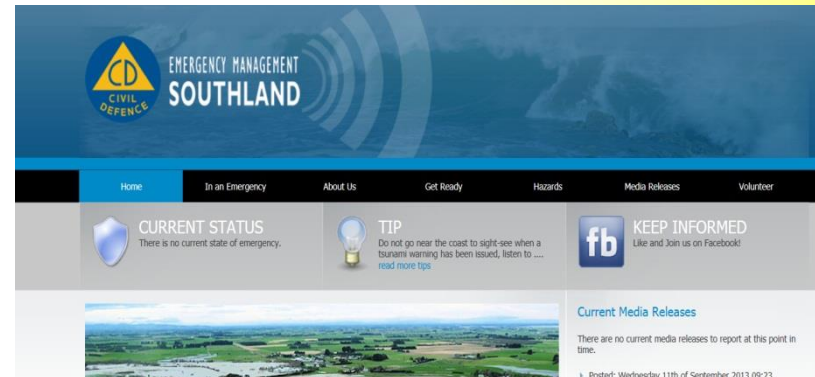 CD
CIVIL
DEFENCE
EMERGENCY MANAGEMENT
SOUTHLAND
Home In an Emergency About Us Get Ready Hazards Media Releases Volunteer
CURRENT STATUS
There is no current state of emergency.
TIP
Do not go near the coast to sight-see when a
tsunami warning has been issued, listen to ....
read more tips
fb
KEEP INFORMED
Like and Join us on
Facebook!
Current Media Releases
There are no current media releases to report at this point in
time.
Posted: Wednesday 11th of September 2013 09:23